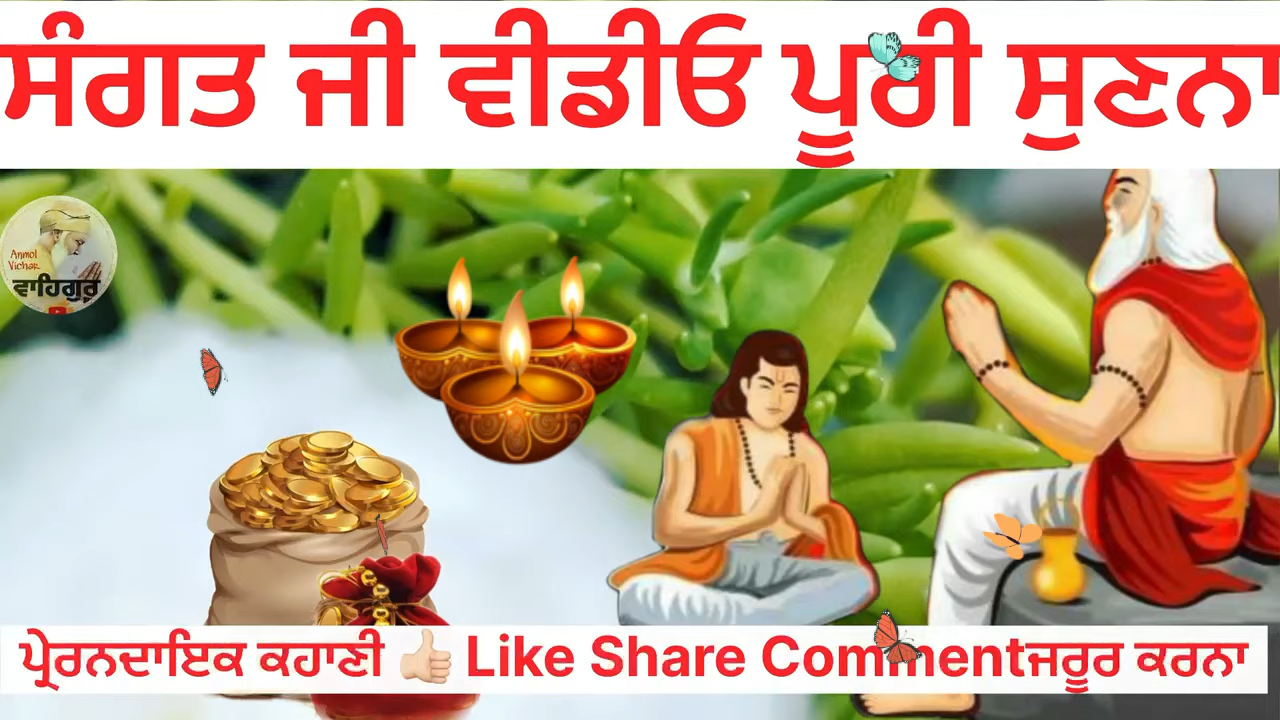 ਸੰਗਤ ਜੀ ਵੀਡੀਓ ਪੂਰੀ ਸੁਣਨਾ
Anmol
Vichar
ਵਾਹਿਗੁਰੂ
ਪ੍ਰੇਰਨਦਾਇਕ ਕਹਾਣੀ 👍🏻 Like Share Commentਜਰੂਰ ਕਰਨਾ